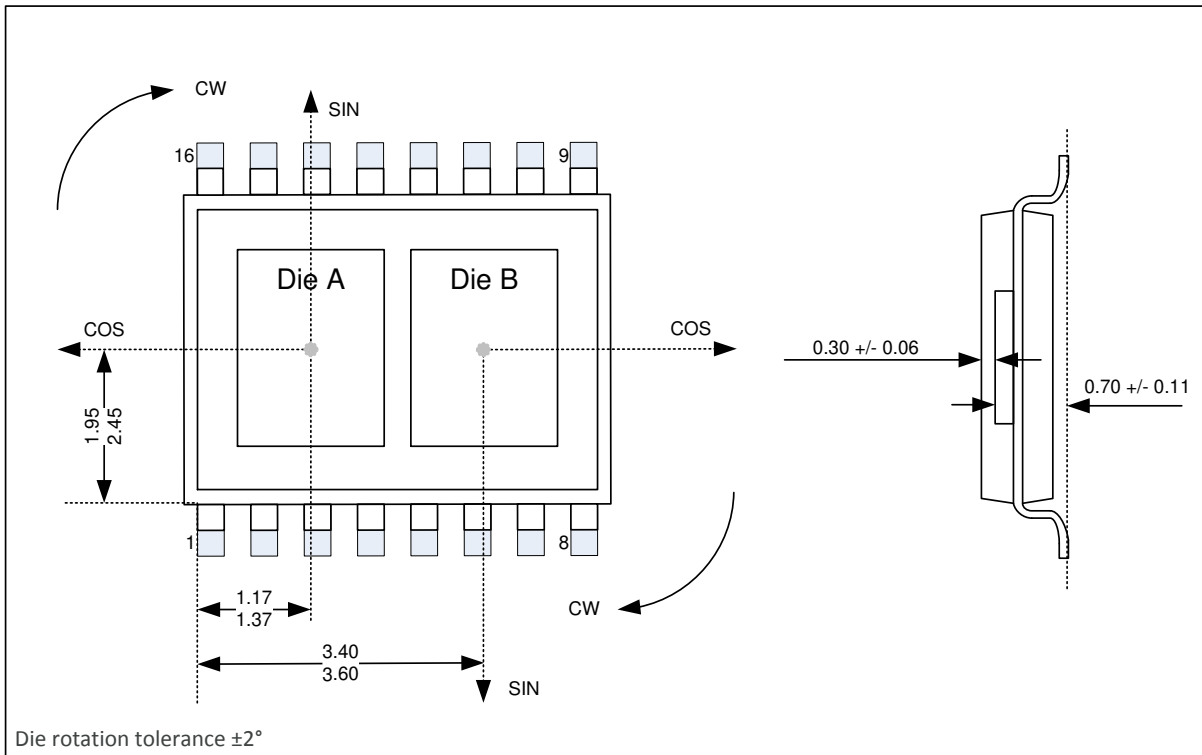 CW
SIN
16
9
Die A
Die B
COS
COS
0.30 +/- 0.06
0.70 +/- 0.11
1.95
2.45
1
8
1.17
1.37
CW
3.40
3.60
SIN
Die rotation tolerance ±2°